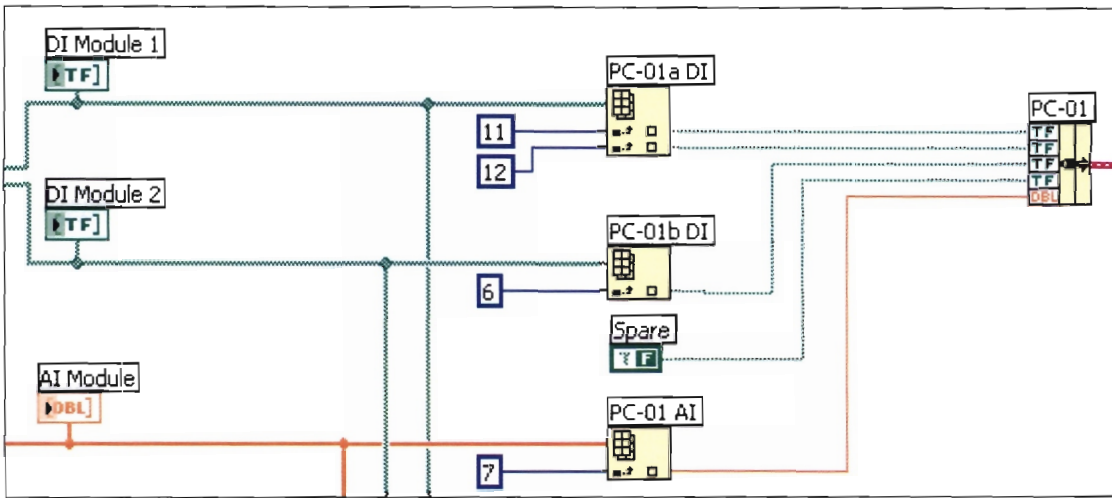 DI Module 1
TF]
PC-01a DI
11
12
PC-01
TF
TF
TF
TF
DBL
DI Module 2
TF]
PC-01b DI
6
Spare
F
AI Module
DBL]
PC-01 AI
7